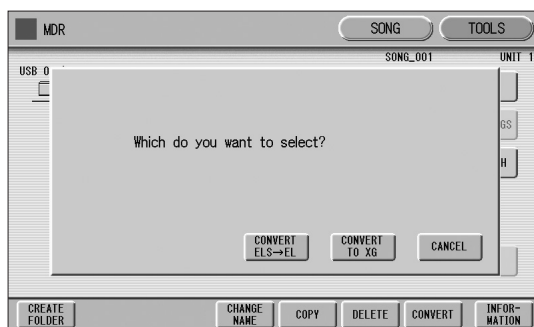 MDR
SONG
TOOLS
SONG_001
UNIT 1
USB 0
GS
H
Which do you want to select?
CONVERT
ELS→EL
CONVERT
TO XG
CANCEL
CREATE
FOLDER
CHANGE
NAME
COPY
DELETE
CONVERT
INFOR-
MATION